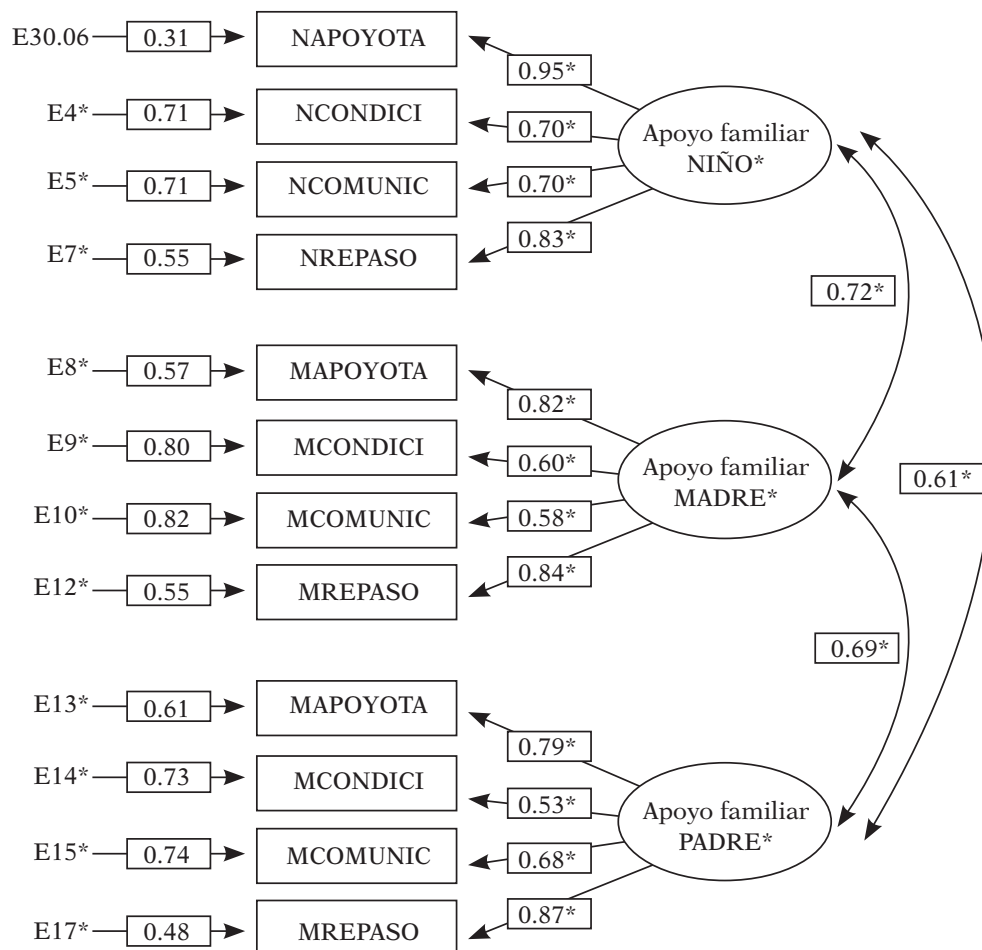 E30.06 0.31 NAPOYOTA 0.95*
E4* 0.71 NCONDICI 0.70*
E5* 0.71 NCOMUNIC 0.70*
E7* 0.55 NREPASO 0.83*
Apoyo familiar
NIÑO*
0.72*
E8* 0.57 MAPOYOTA 0.82*
E9* 0.80 MCONDICI 0.60*
E10* 0.82 MCOMUNIC 0.58*
E12* 0.55 MREPASO 0.84*
Apoyo familiar
MADRE*
0.61*
0.69*
E13* 0.61 MAPOYOTA 0.79*
E14* 0.73 MCONDICI 0.53*
E15* 0.74 MCOMUNIC 0.68*
E17* 0.48 MREPASO 0.87*
Apoyo familiar
PADRE*